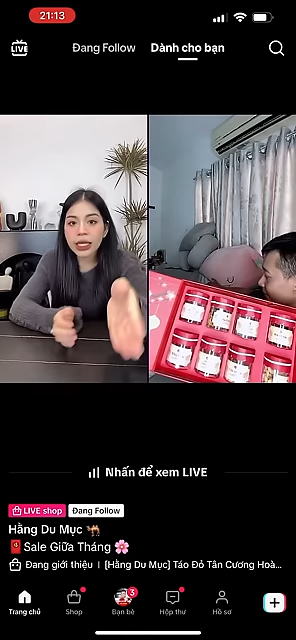 21:13
LIVE
Đang Follow
Dành cho bạn
Nhấn để xem LIVE
LIVE shop
Đang Follow
Hằng Du Mục 🐫
🧧Sale Giữa Tháng 🌸
Đang giới thiệu | [Hằng Du Mục] Táo Đỏ Tân Cương Hoà...
3
Trang chủ
Shop
Bạn bè
Hộp thư
Hồ sơ